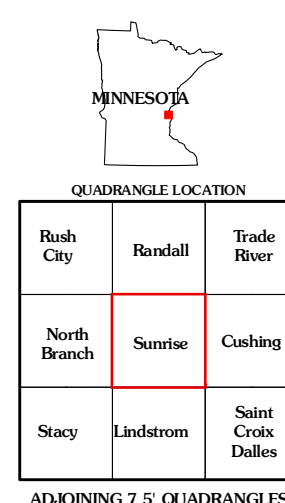 MINNESOTA
QUADRANGLE LOCATION
Rush
City
Randall
Trade
River
North
Branch
Sunrise
Cushing
Stacy
Lindstrom
Saint
Croix
Dalles
ADJOINING 7.5' QUADRANGLES